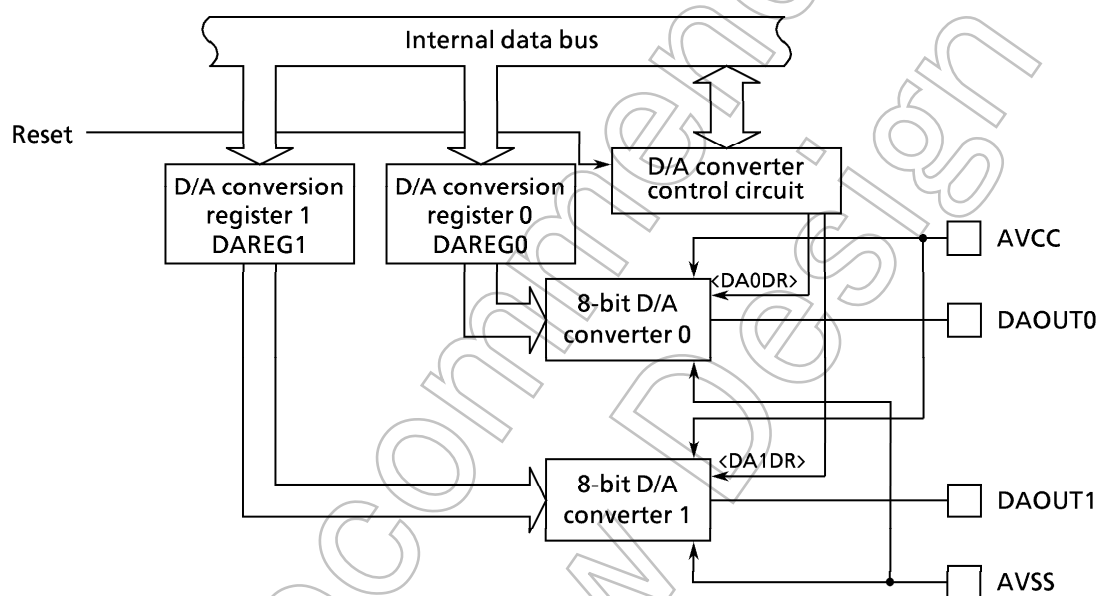 Internal data bus
Reset
D/A conversion
register 1
DAREG1
D/A conversion
register 0
DAREG0
D/A converter
control circuit
AVCC
<DA0DR>
8-bit D/A
converter 0
DAOUT0
<DA1DR>
8-bit D/A
converter 1
DAOUT1
AVSS